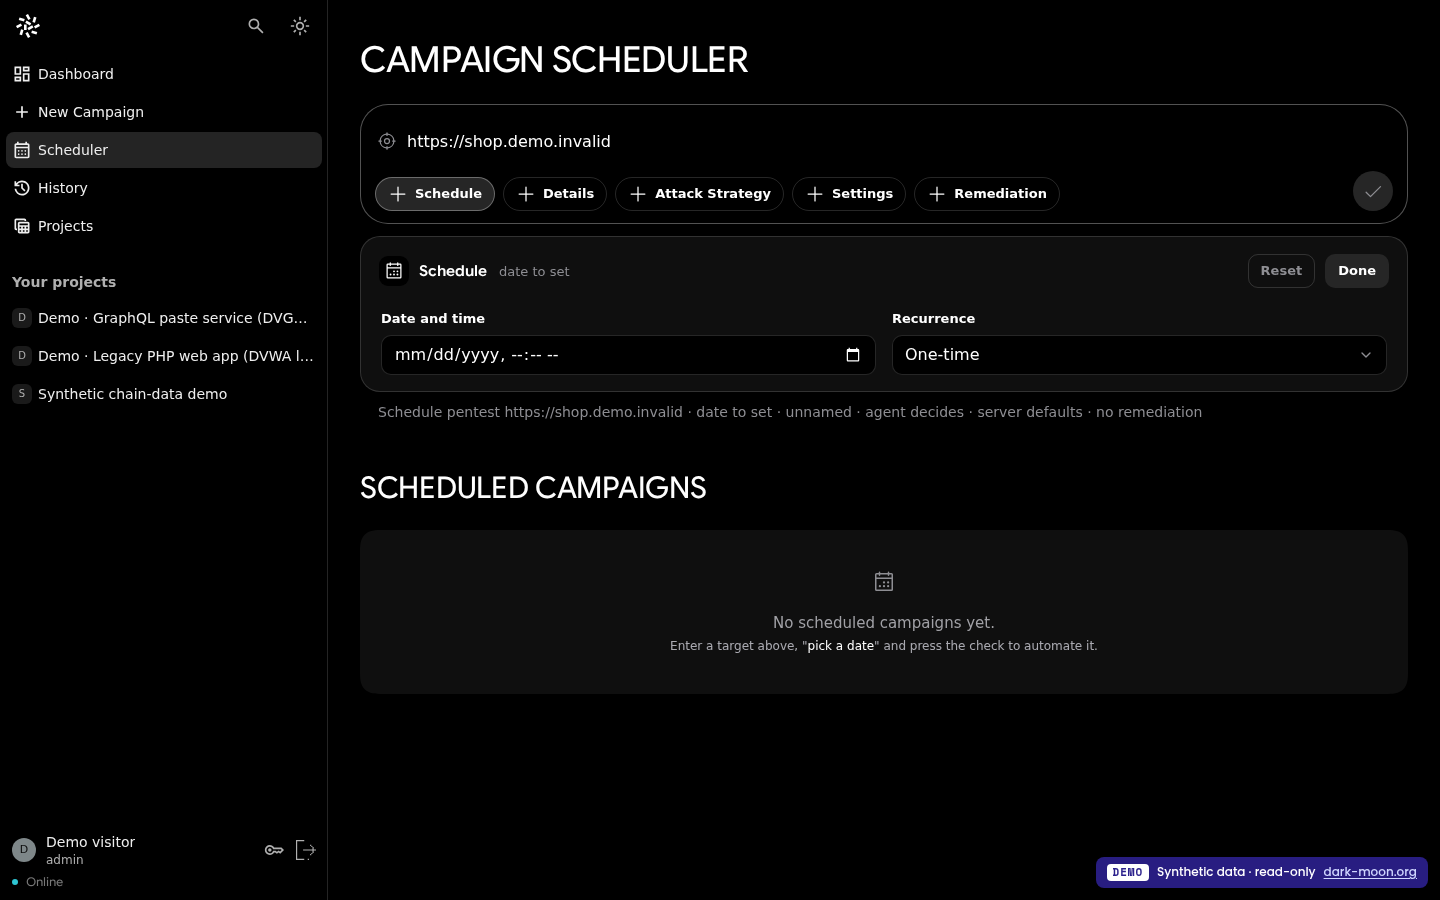 Dashboard
New Campaign
Scheduler
History
Projects
Your projects
D Demo · GraphQL paste service (DVG...
D Demo · Legacy PHP web app (DVWA l...
S Synthetic chain-data demo
D Demo visitor
admin
Online
CAMPAIGN SCHEDULER
https://shop.demo.invalid
Schedule Details Attack Strategy Settings Remediation
Schedule date to set Reset Done
Date and time Recurrence
mm/dd/yyyy, --:-- -- One-time
Schedule pentest https://shop.demo.invalid · date to set · unnamed · agent decides · server defaults · no remediation
SCHEDULED CAMPAIGNS
No scheduled campaigns yet.
Enter a target above, "pick a date" and press the check to automate it.
DEMO Synthetic data · read-only dark-moon.org